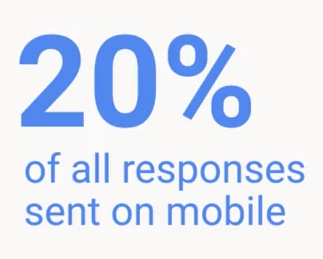 20%
of all responses
sent on mobile